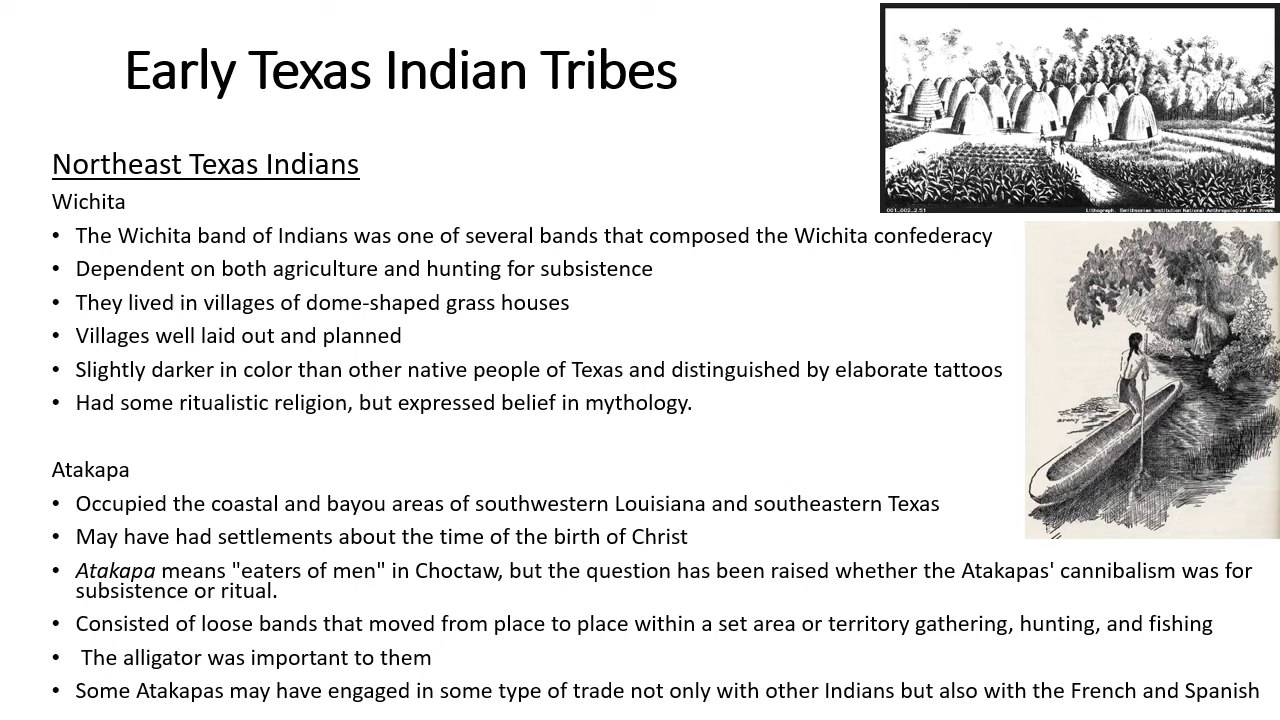 Early Texas Indian Tribes
001_002_2.51
Lithograph. Smithsonian Institution National Anthropological Archives.
Northeast Texas Indians
Wichita
• The Wichita band of Indians was one of several bands that composed the Wichita confederacy
• Dependent on both agriculture and hunting for subsistence
• They lived in villages of dome-shaped grass houses
• Villages well laid out and planned
• Slightly darker in color than other native people of Texas and distinguished by elaborate tattoos
• Had some ritualistic religion, but expressed belief in mythology.
Atakapa
• Occupied the coastal and bayou areas of southwestern Louisiana and southeastern Texas
• May have had settlements about the time of the birth of Christ
• Atakapa means "eaters of men" in Choctaw, but the question has been raised whether the Atakapas' cannibalism was for
subsistence or ritual.
• Consisted of loose bands that moved from place to place within a set area or territory gathering, hunting, and fishing
• The alligator was important to them
• Some Atakapas may have engaged in some type of trade not only with other Indians but also with the French and Spanish